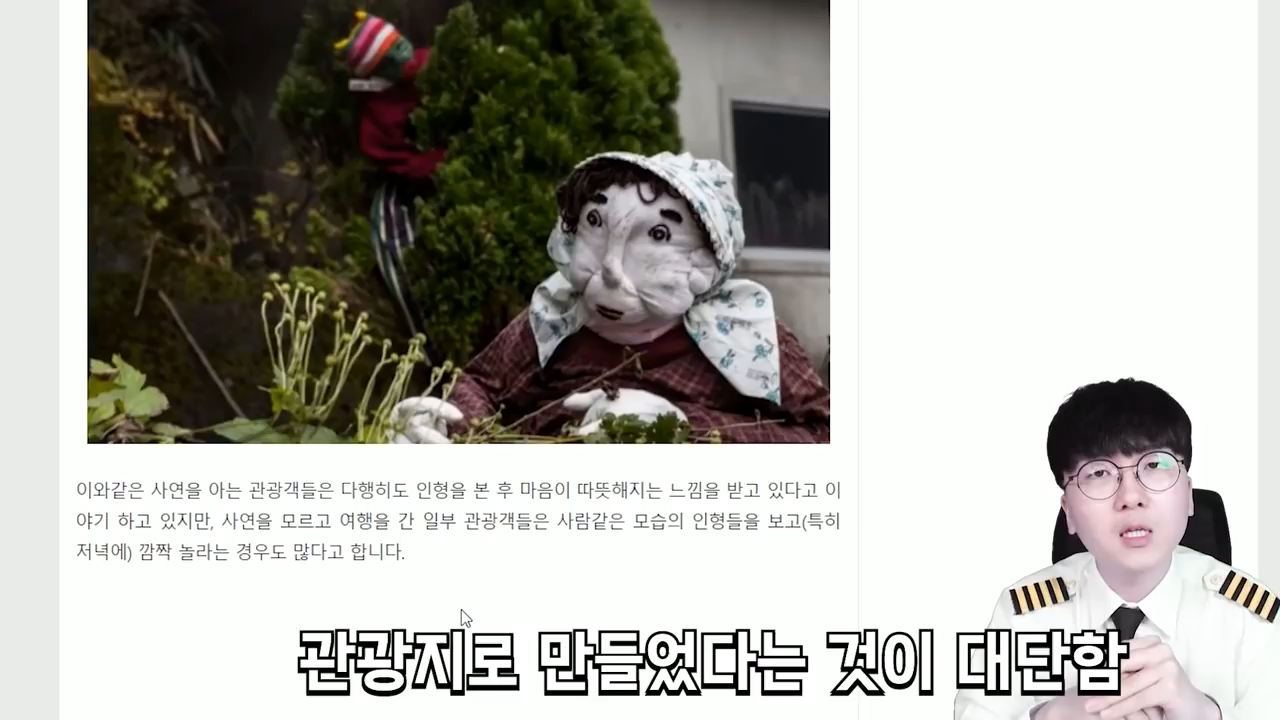 이와같은 사연을 아는 관광객들은 다행히도 인형을 본 후 마음이 따뜻해지는 느낌을 받고 있다고 이
야기 하고 있지만, 사연을 모르고 여행을 간 일부 관광객들은 사람같은 모습의 인형들을 보고(특히
저녁에) 깜짝 놀라는 경우도 많다고 합니다.
관광지로 만들었다는 것이 대단함